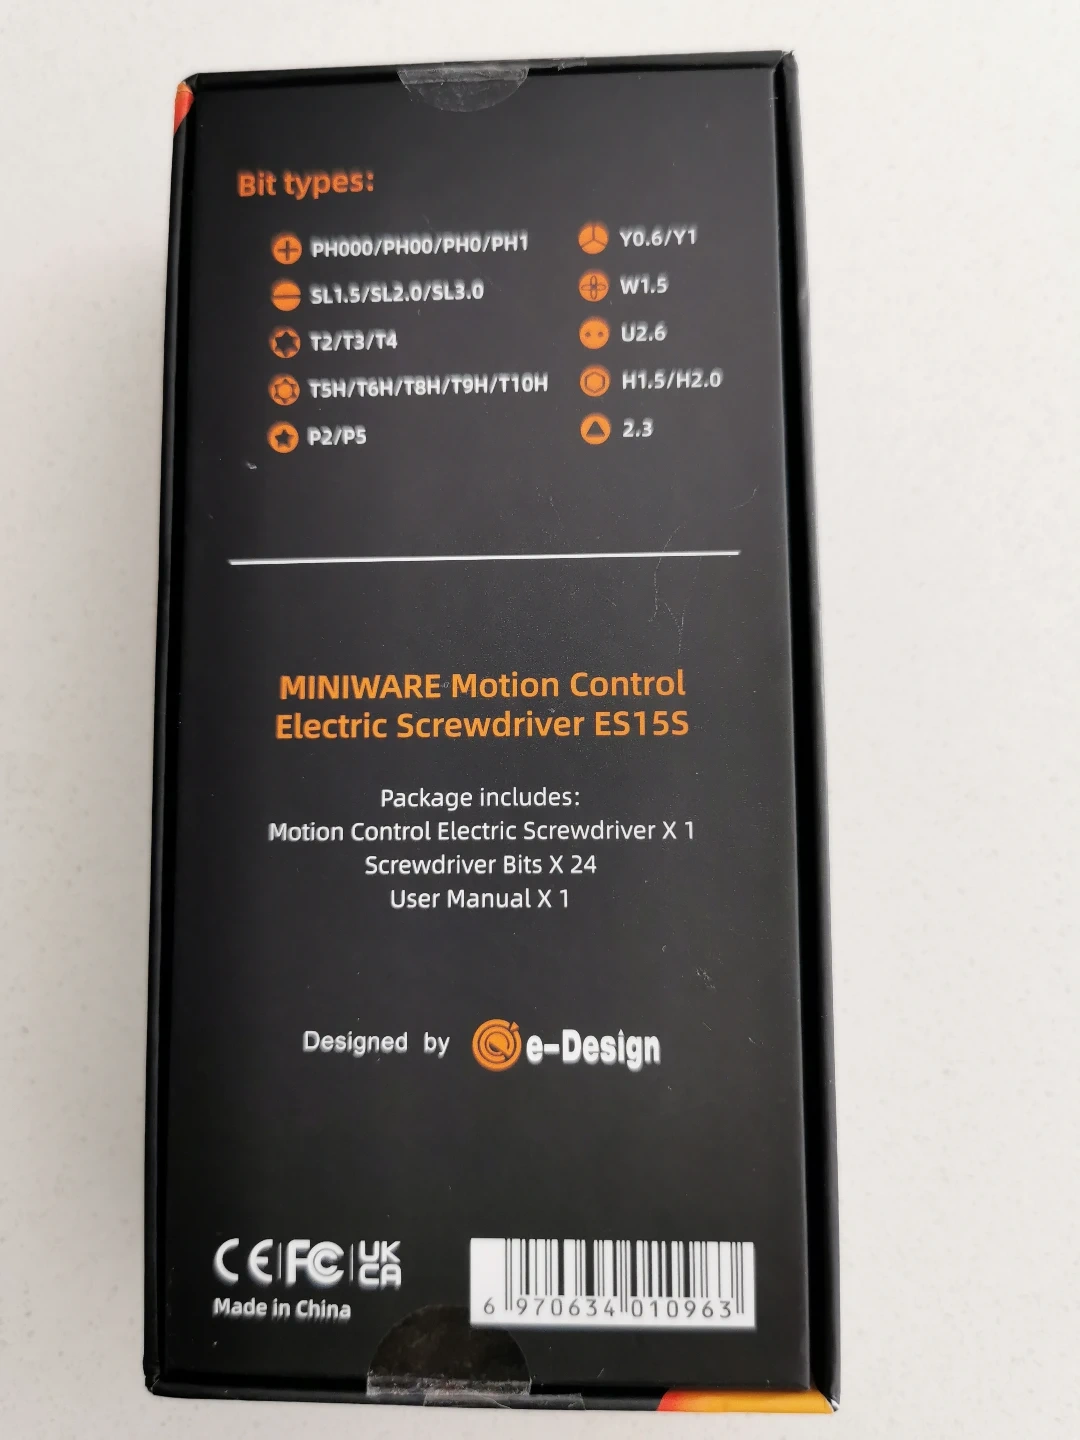 Bit types:
PH000/PH00/PH0/PH1
SL1.5/SL2.0/SL3.0
T2/T3/T4
T5H/T6H/T8H/T9H/T10H
P2/P5
Y0.6/Y1
W1.5
U2.6
H1.5/H2.0
2.3
MINIWARE Motion Control
Electric Screwdriver ES15S
Package includes:
Motion Control Electric Screwdriver X 1
Screwdriver Bits X 24
User Manual X 1
Designed by e-Design
CE FC UK
CA
Made in China
6 970634 010963